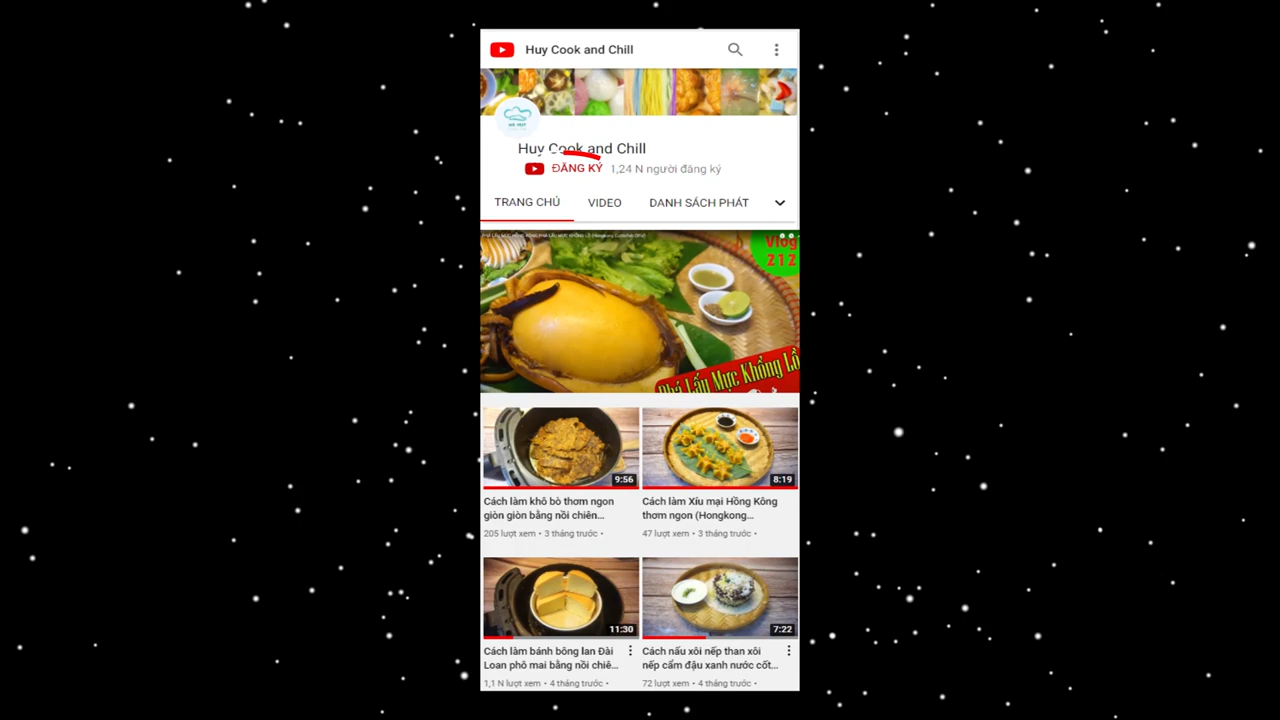 Huy Cook and Chill
Huy Cook and Chill
ĐĂNG KÝ 1,24 N người đăng ký
TRANG CHỦ VIDEO DANH SÁCH PHÁT
Vlog
212
Phá Lấu Mực Khổng Lồ
9:56
8:19
Cách làm khô bò thơm ngon
giòn giòn bằng nồi chiên...
205 lượt xem • 3 tháng trước •
Cách làm Xíu mại Hồng Kông
thơm ngon (Hongkong...
47 lượt xem • 3 tháng trước •
11:30
7:22
Cách làm bánh bông lan Đài
Loan phô mai bằng nồi chiê...
1,1 N lượt xem • 4 tháng trước •
Cách nấu xôi nếp than xôi
nếp cẩm đậu xanh nước cốt...
72 lượt xem • 4 tháng trước •